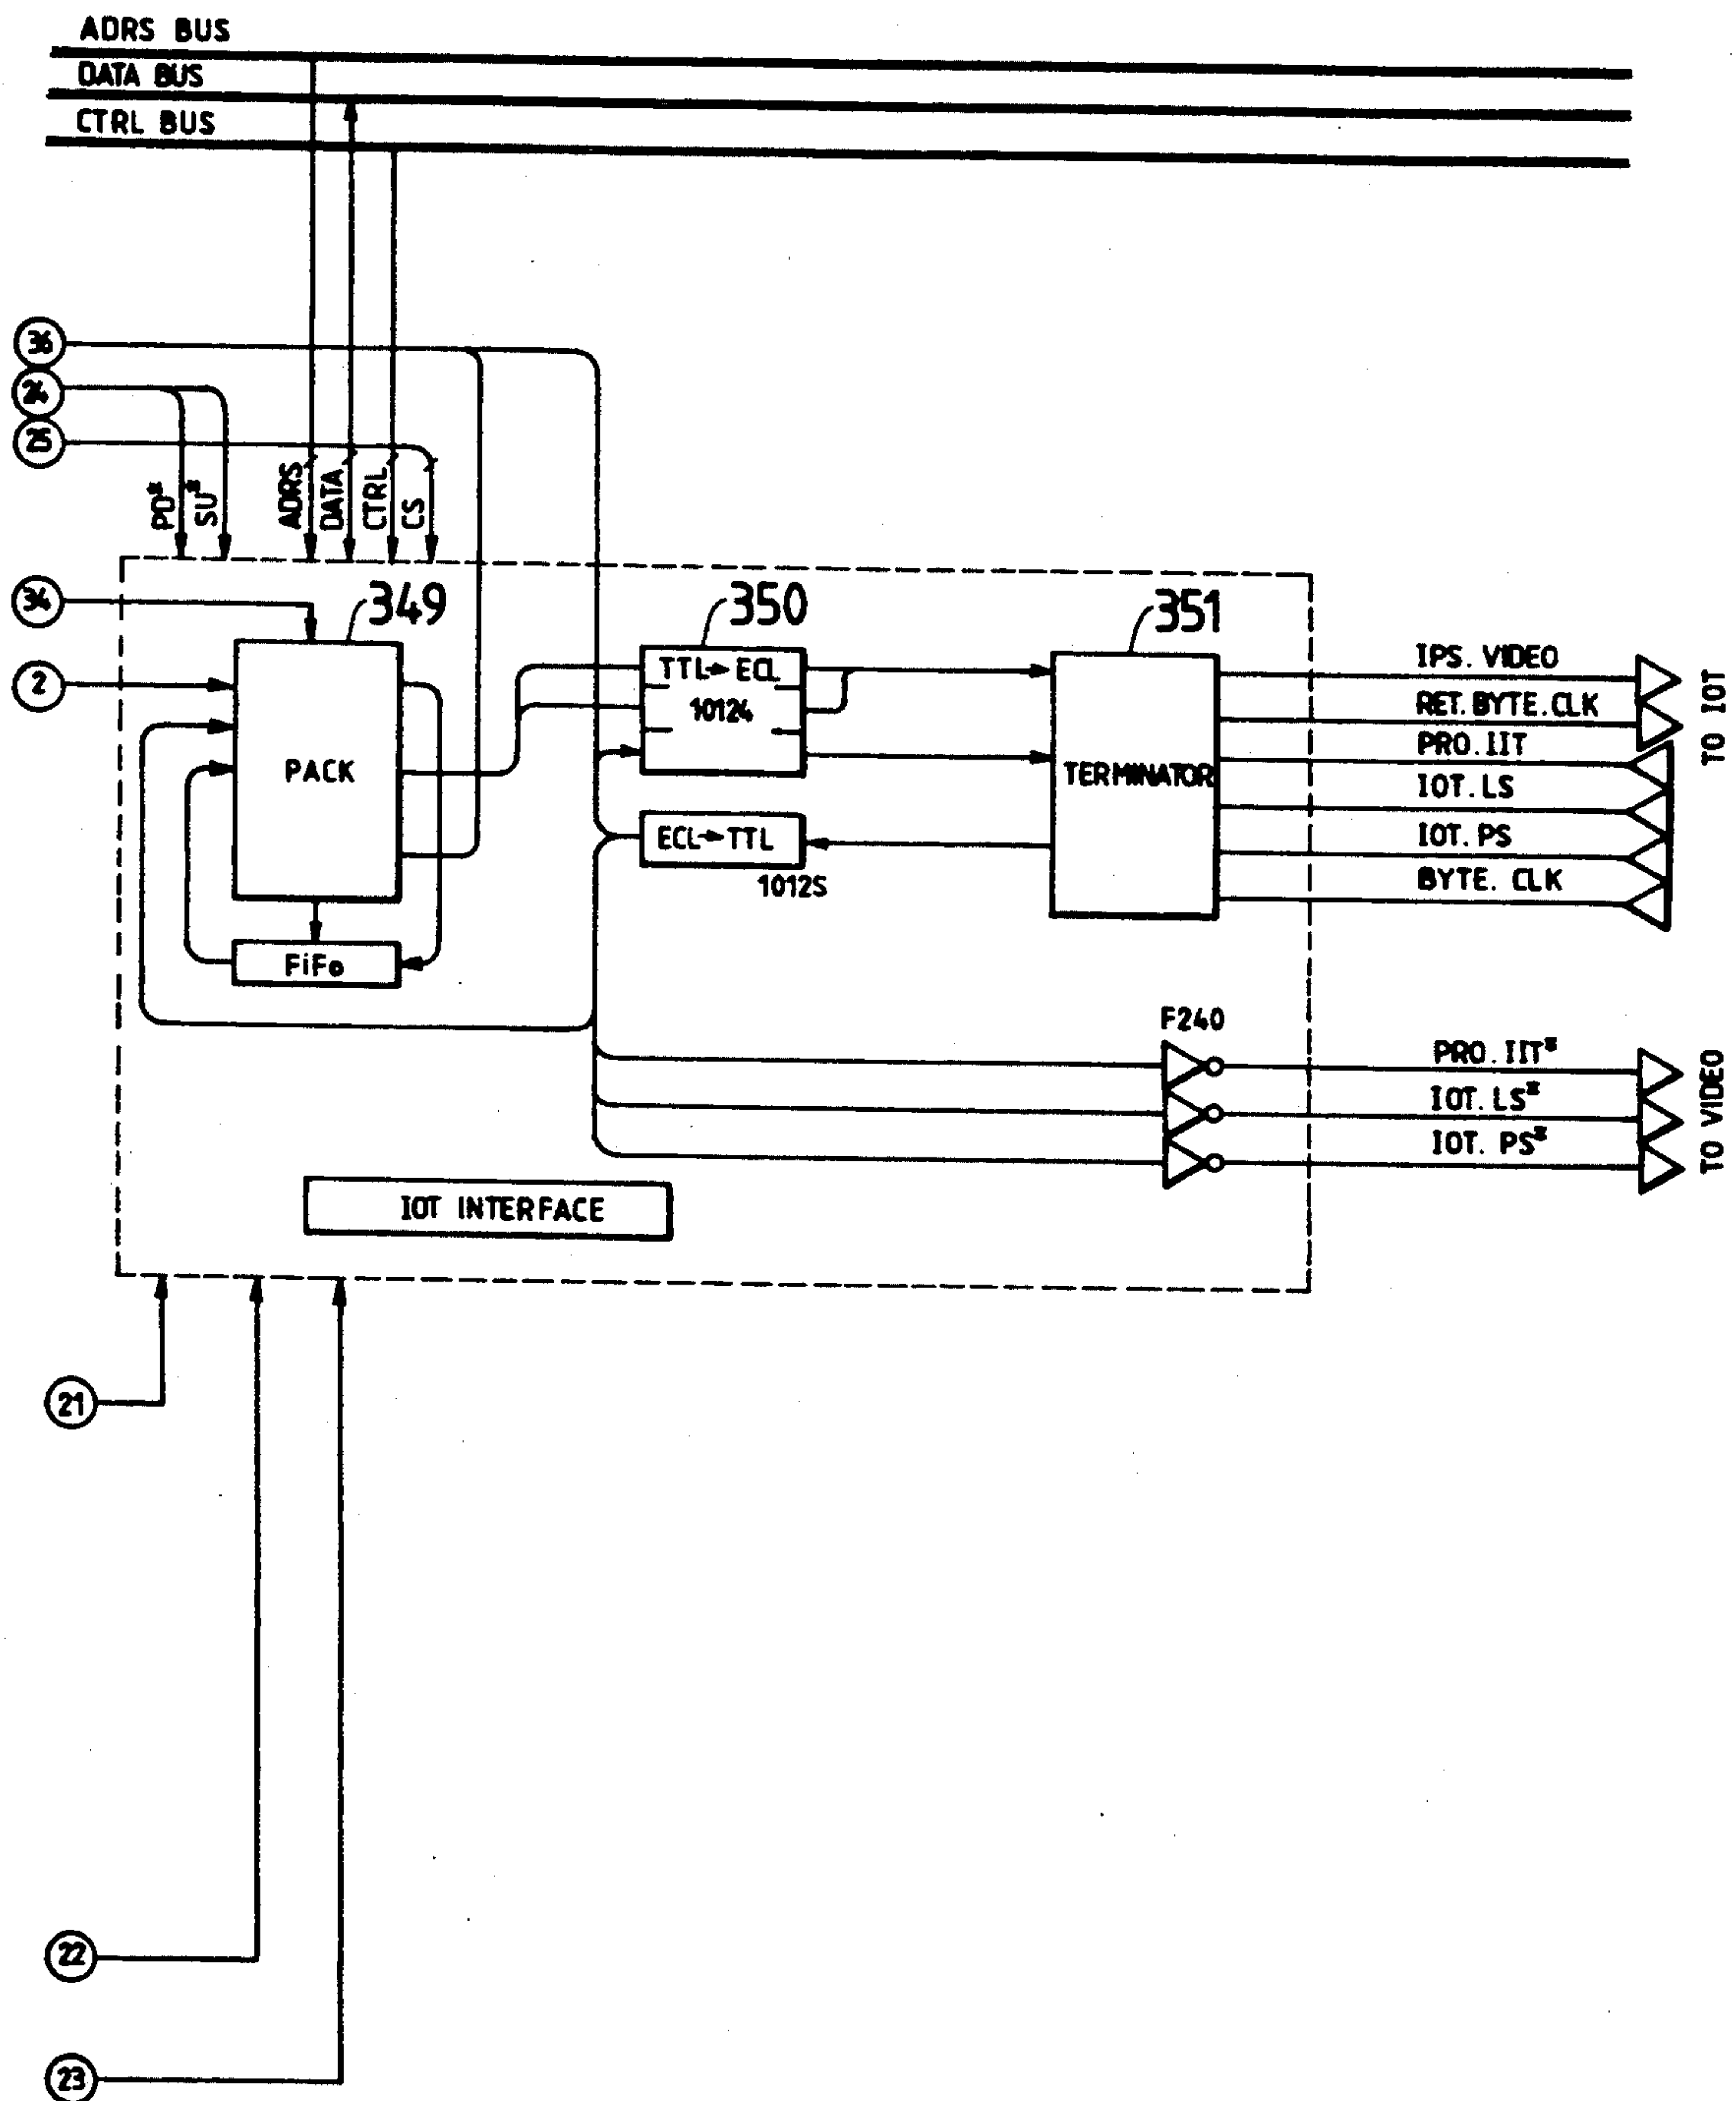 ADRS BUS
DATA BUS
CTRL BUS
36
24
25
PD*
SU*
ADRS
DATA
CTRL
CS
34
349
350
351
2
TTL→ECL
10124
PACK
TERMINATOR
ECL→TTL
10125
FiFo
IPS. VIDEO
RET. BYTE. CLK
PRO. IIT
IOT. LS
IOT. PS
BYTE. CLK
TO IOT
F240
PRO. IIT*
IOT. LS*
IOT. PS*
TO VIDEO
IOT INTERFACE
21
22
23